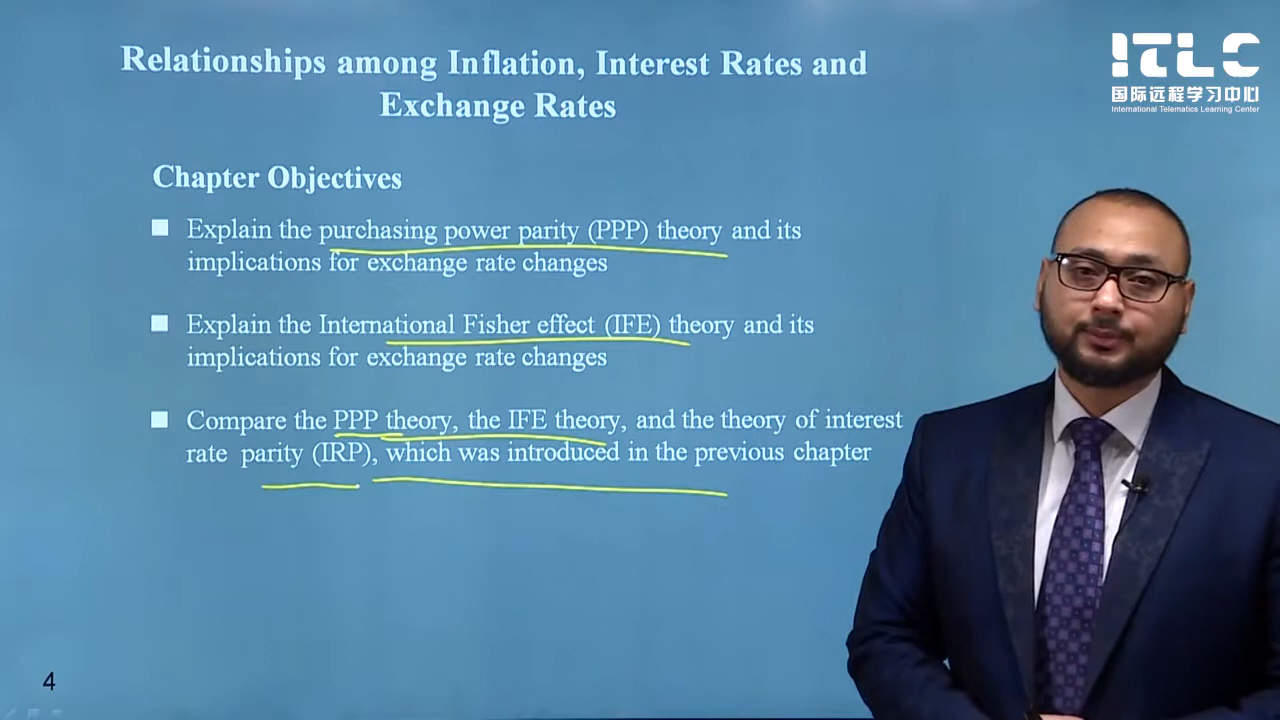 Relationships among Inflation, Interest Rates and
Exchange Rates
ITLC
国际远程学习中心
International Telematics Learning Center
Chapter Objectives
Explain the purchasing power parity (PPP) theory and its
implications for exchange rate changes
Explain the International Fisher effect (IFE) theory and its
implications for exchange rate changes
Compare the PPP theory, the IFE theory, and the theory of interest
rate parity (IRP), which was introduced in the previous chapter
4